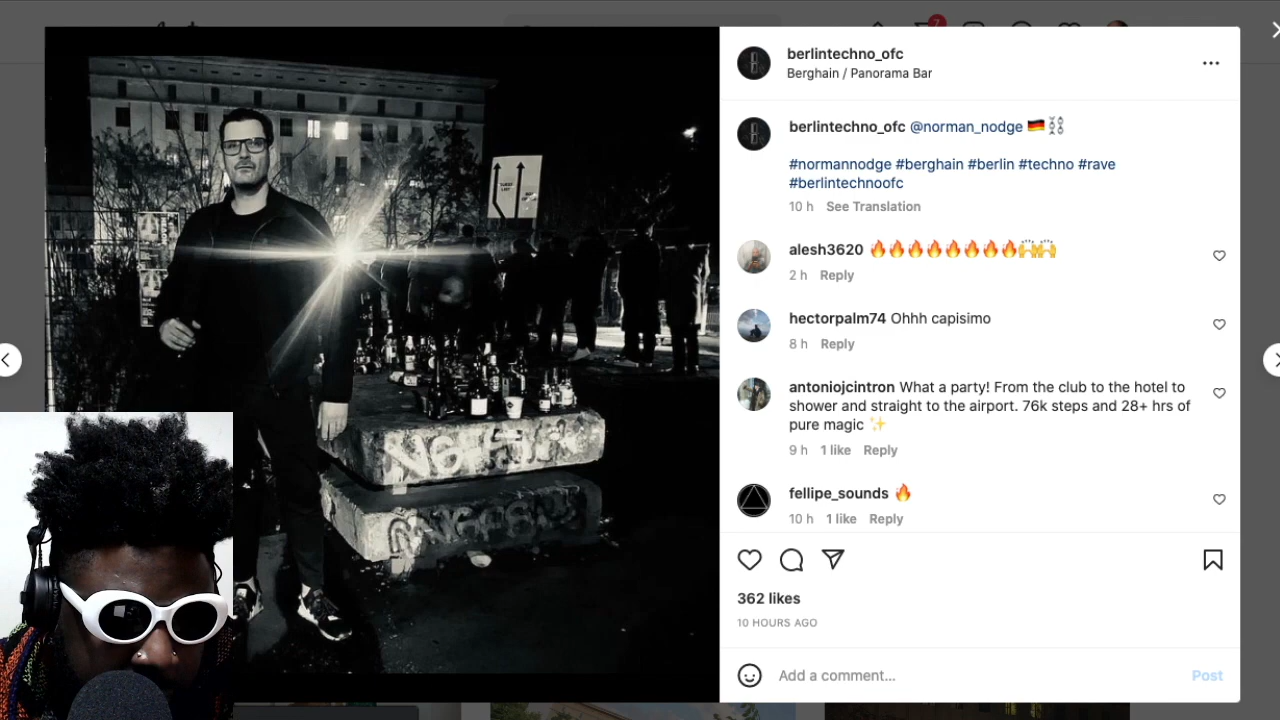 7
berlintechno_ofc
Berghain / Panorama Bar
berlintechno_ofc @norman_nodge 🇩🇪⛓️
#normannodge #berghain #berlin #techno #rave
#berlintechnoofc
10 h See Translation
alesh3620 🔥🔥🔥🔥🔥🔥🔥🔥🙌🙌
2 h Reply
hectorpalm74 Ohhh capisimo
8 h Reply
antoniojcintron What a party! From the club to the hotel to
shower and straight to the airport. 76k steps and 28+ hrs of
pure magic ✨
9 h 1 like Reply
fellipe_sounds 🔥
10 h 1 like Reply
362 likes
10 HOURS AGO
Add a comment... Post